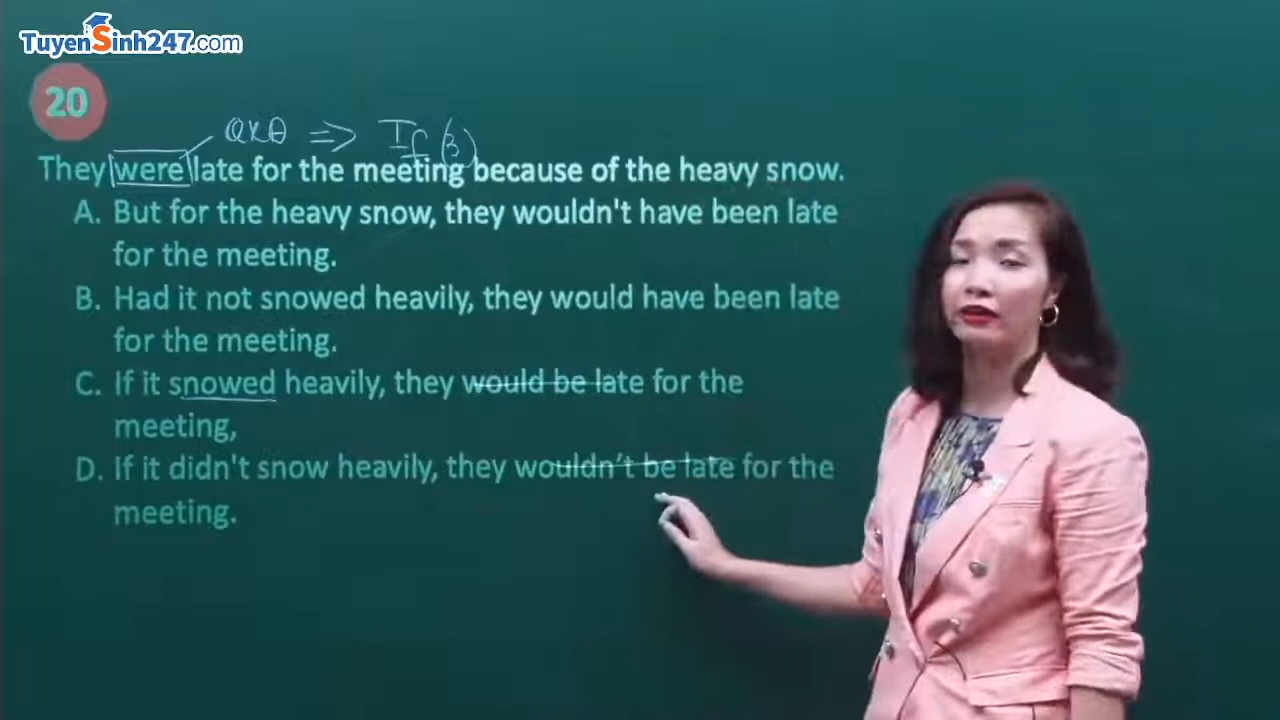 TuyenSinh247.com
20
QKĐ => If (3)
They were late for the meeting because of the heavy snow.
A. But for the heavy snow, they wouldn't have been late
for the meeting.
B. Had it not snowed heavily, they would have been late
for the meeting.
C. If it snowed heavily, they would be late for the
meeting,
D. If it didn't snow heavily, they wouldn't be late for the
meeting.